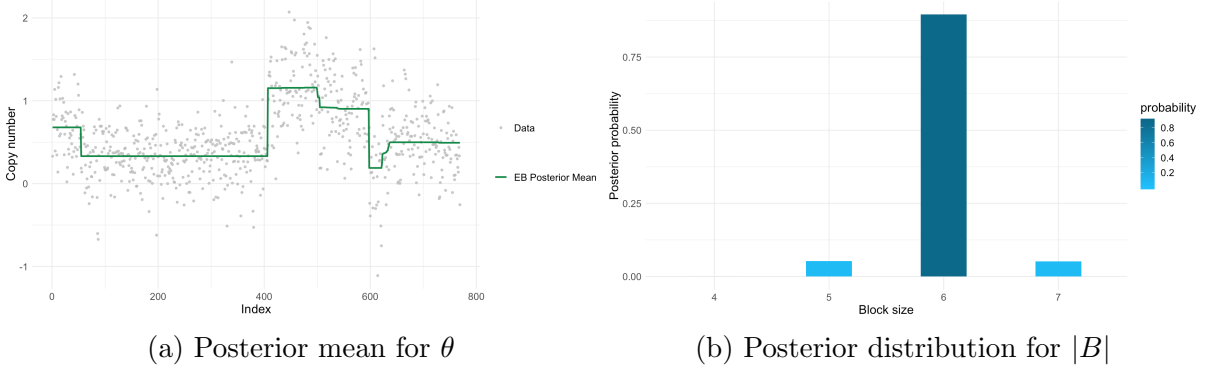 Copy number
2
1
0
-1
0
200
400
600
800
Index
Data
EB Posterior Mean
(a) Posterior mean for θ
Posterior probability
0.75
0.50
0.25
0.00
4
5
6
7
Block size
probability
0.8
0.6
0.4
0.2
(b) Posterior distribution for |B|